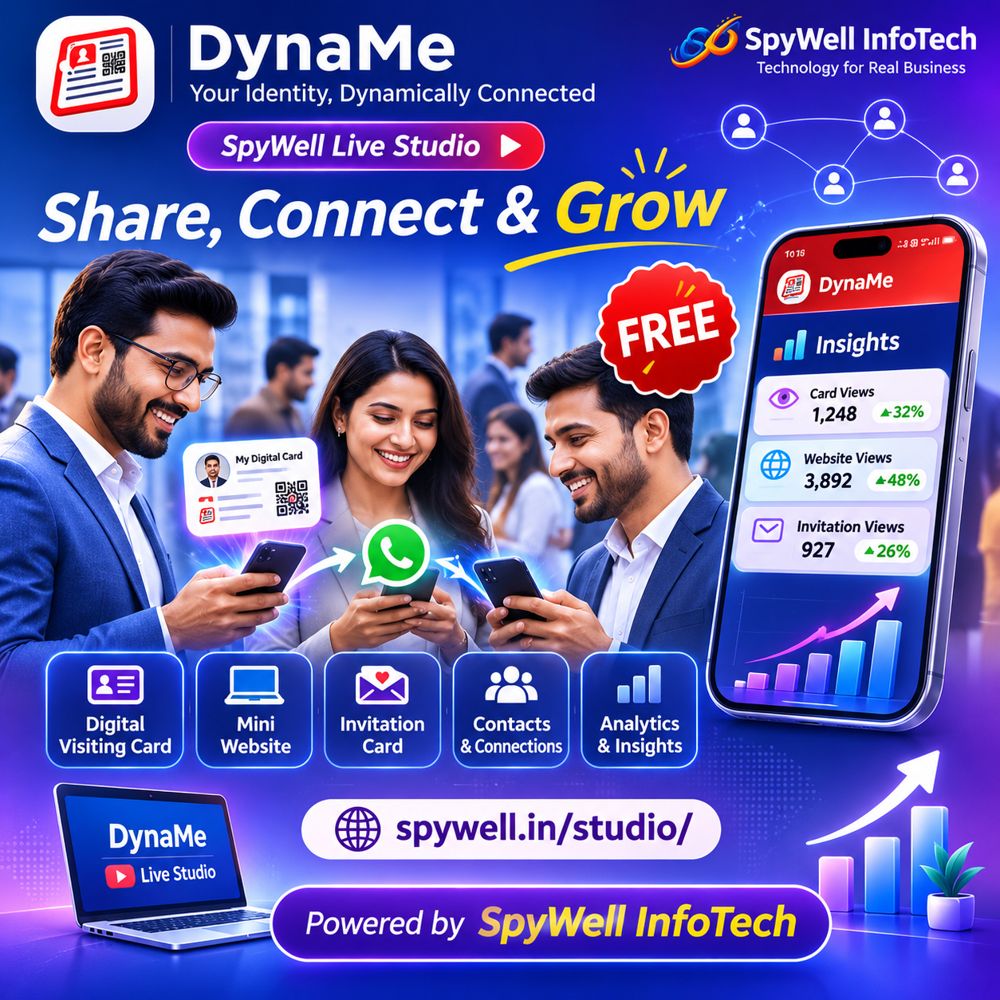 DynaMe
Your Identity, Dynamically Connected
SpyWell InfoTech
Technology for Real Business
SpyWell Live Studio
Share, Connect & Grow
FREE
My Digital Card
10:15
DynaMe
Insights
Card Views
1,248
32%
Website Views
3,892
48%
Invitation Views
927
26%
Digital
Visiting Card
Mini
Website
Invitation
Card
Contacts
& Connections
Analytics
& Insights
DynaMe
Live Studio
spywell.in/studio/
Powered by SpyWell InfoTech